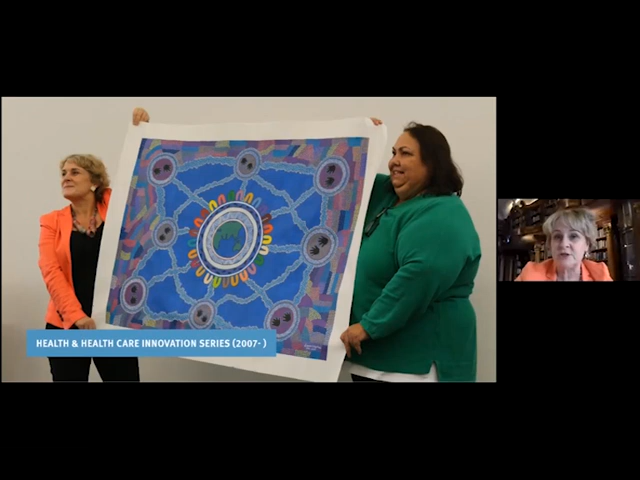 HEALTH & HEALTH CARE INNOVATION SERIES (2007- )